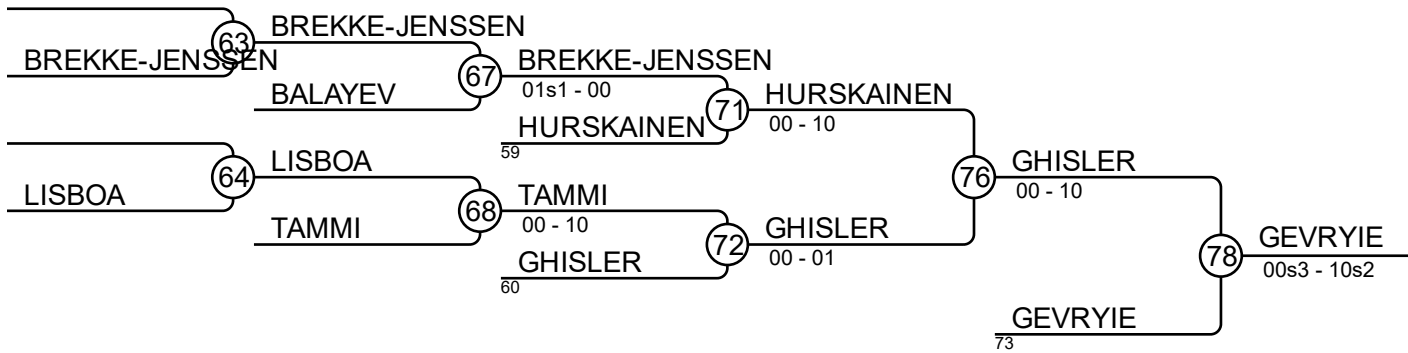 BREKKE-JENSSEN
63
BREKKE-JENSSEN
BREKKE-JENSSEN
67
01s1 - 00
BALAYEV
HURSKAINEN
71
00 - 10
HURSKAINEN
59
LISBOA
64
GHISLER
76
00 - 10
LISBOA
TAMMI
68
00 - 10
TAMMI
GHISLER
72
00 - 01
GEVRYIE
78
00s3 - 10s2
GHISLER
60
GEVRYIE
73